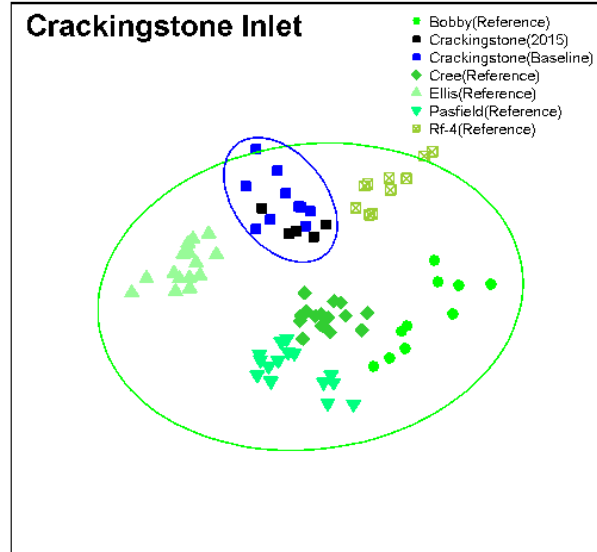 Crackingstone Inlet
Bobby(Reference)
Crackingstone(2015)
Crackingstone(Baseline)
Cree(Reference)
Ellis(Reference)
Pasfield(Reference)
Rf-4(Reference)